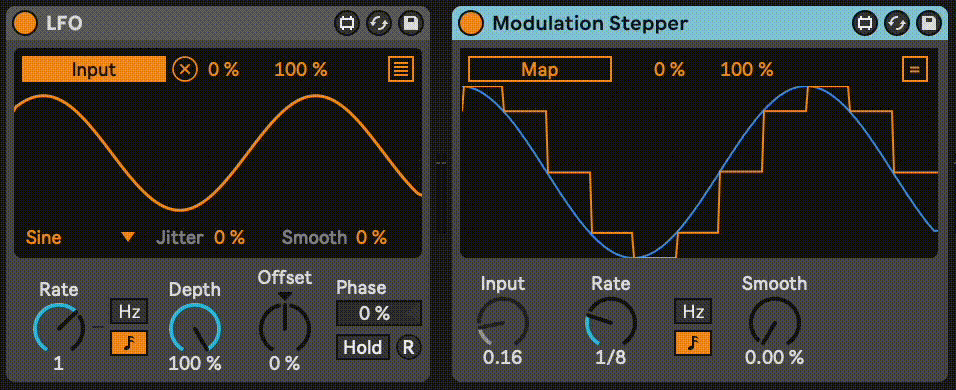 LFO
Input 0 % 100 %
Sine Jitter 0 % Smooth 0 %
Rate
1
Hz
Depth
100 %
Offset
0 %
Phase
0 %
Hold R
Modulation Stepper
Map 0 % 100 % =
Input
0.16
Rate
1/8
Hz
Smooth
0.00 %